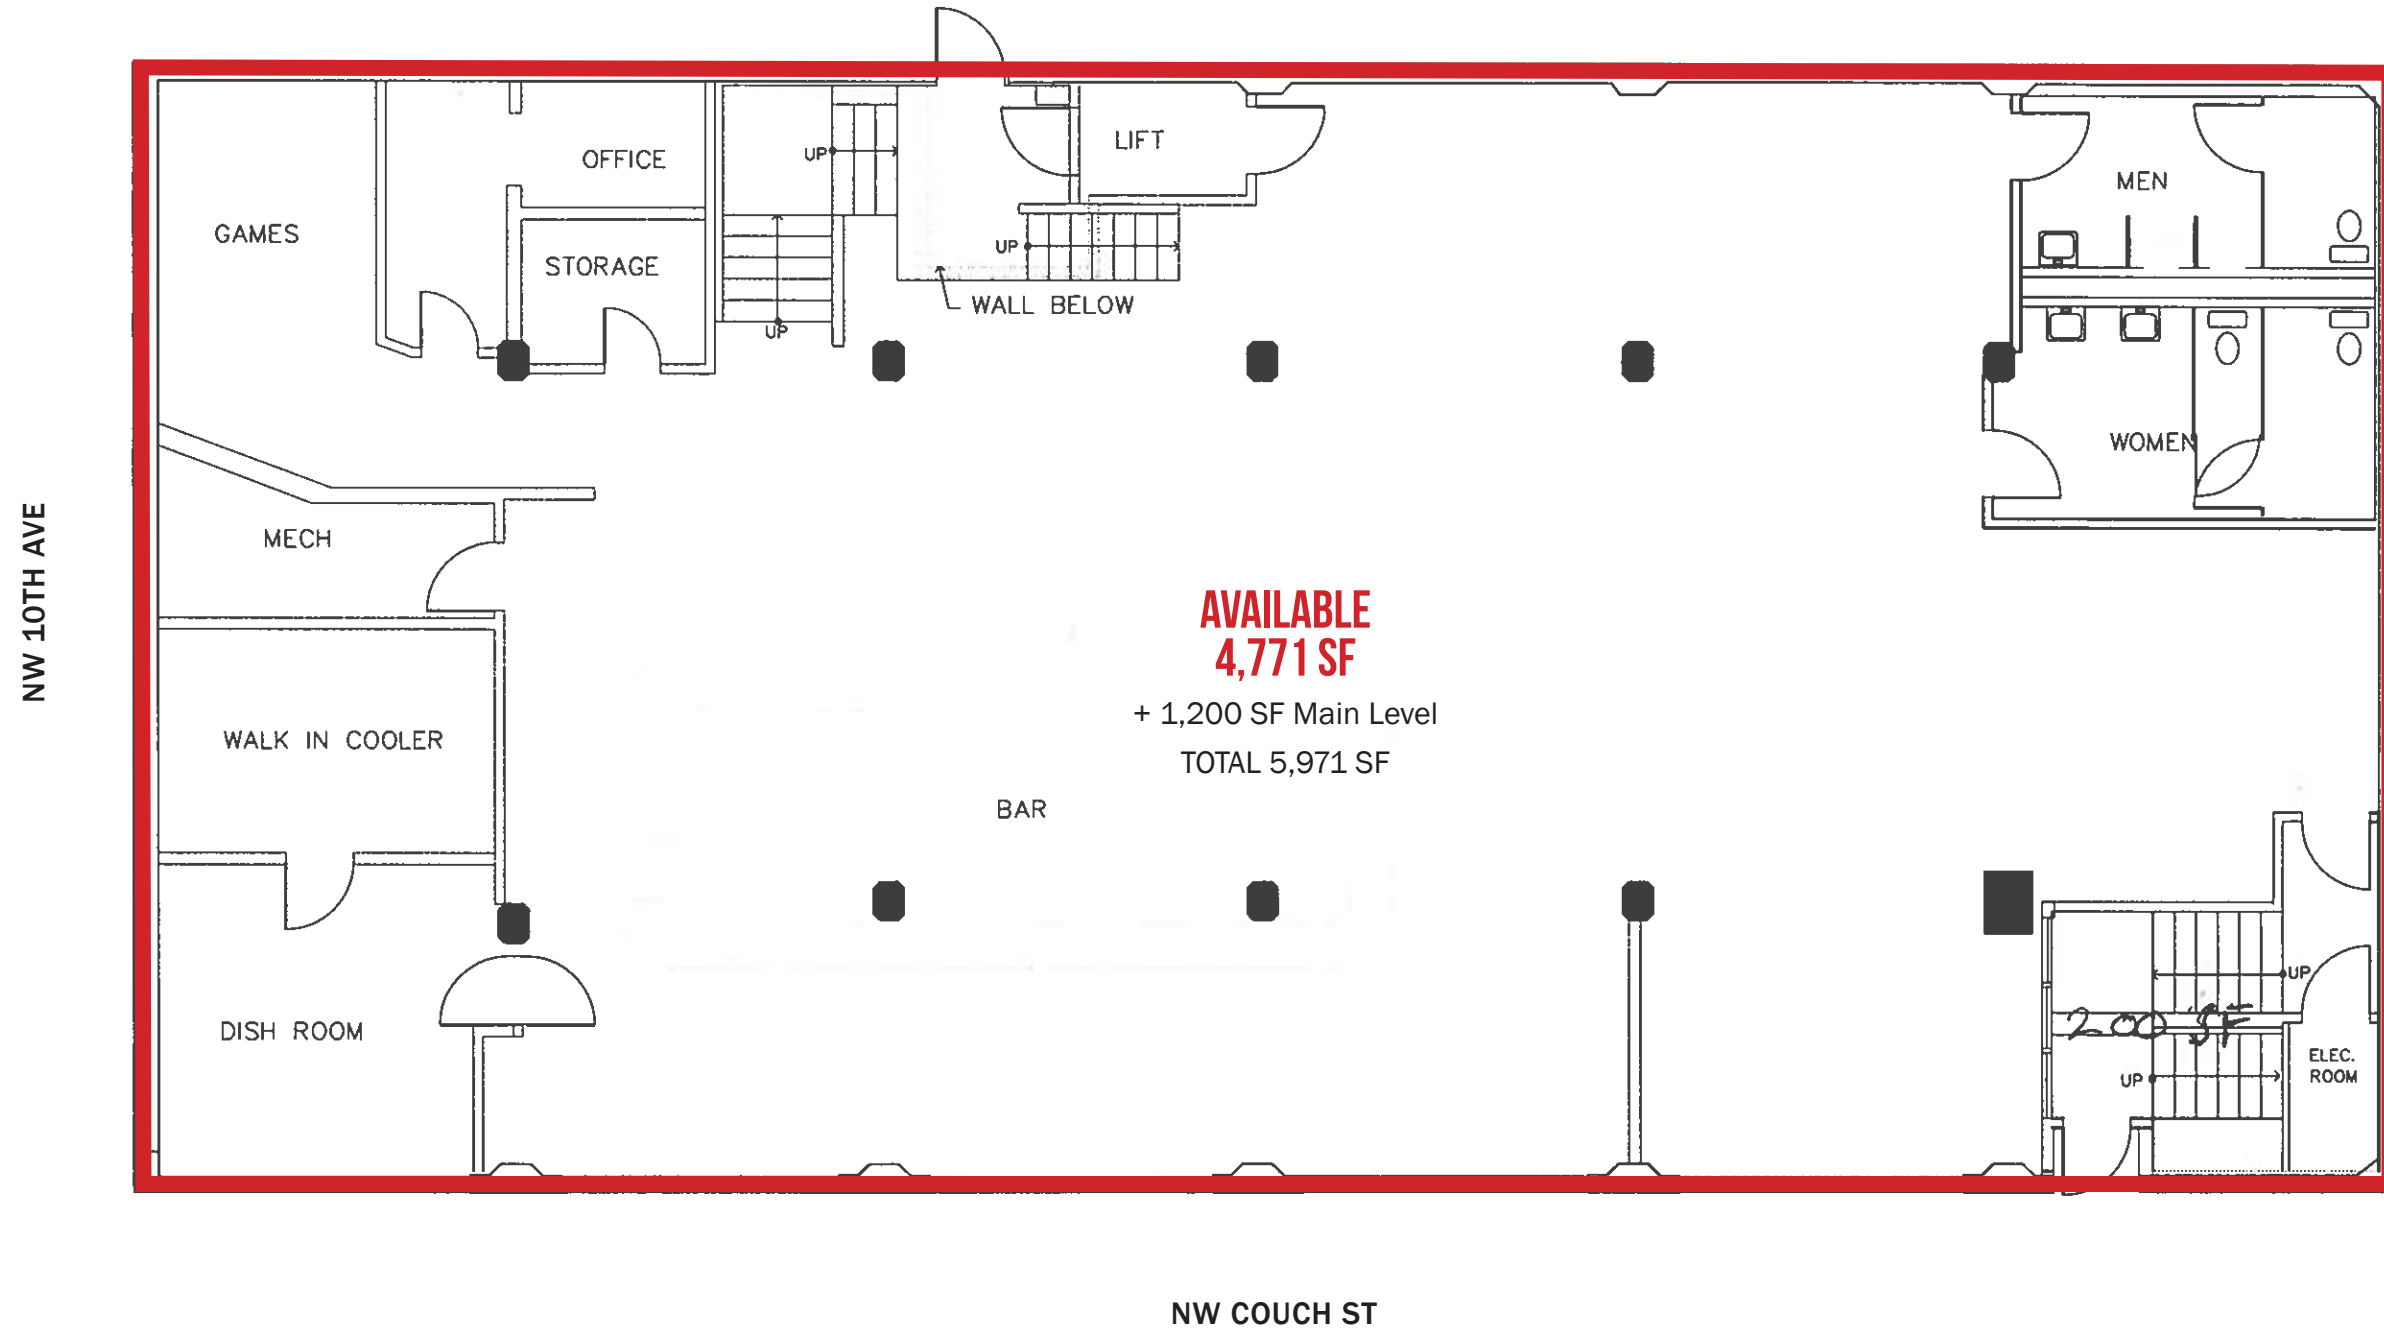 OFFICE
UP
LIFT
MEN
GAMES
STORAGE
UP
WALL BELOW
UP
WOMEN
MECH
NW 10TH AVE
AVAILABLE
4,771 SF
+ 1,200 SF Main Level
TOTAL 5,971 SF
WALK IN COOLER
BAR
UP
DISH ROOM
200 SF
ELEC.
ROOM
UP
NW COUCH ST